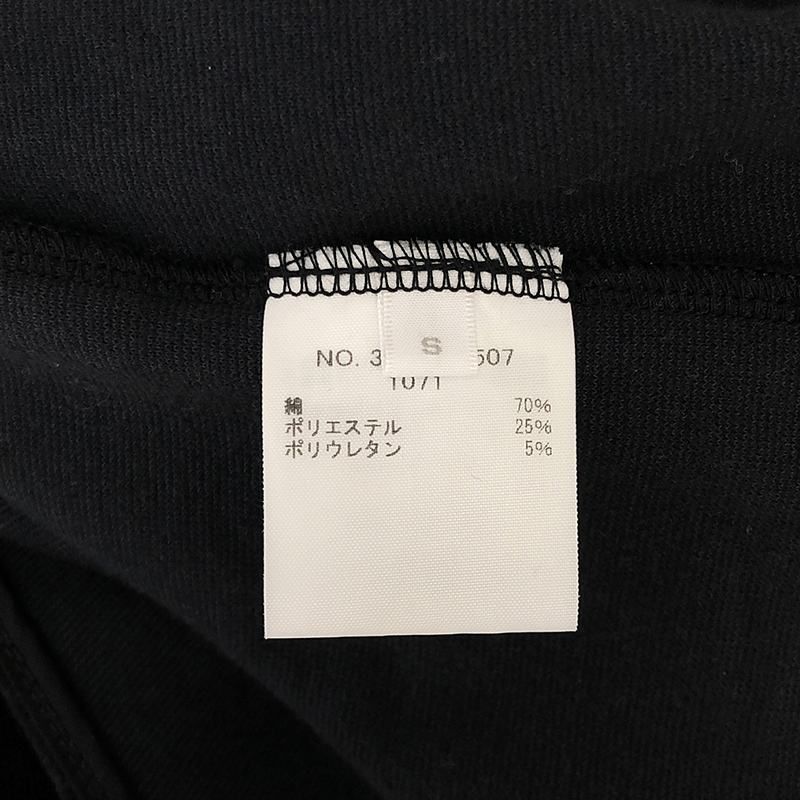 S
NO. 3 507
1071
綿 70%
ポリエステル 25%
ポリウレタン 5%